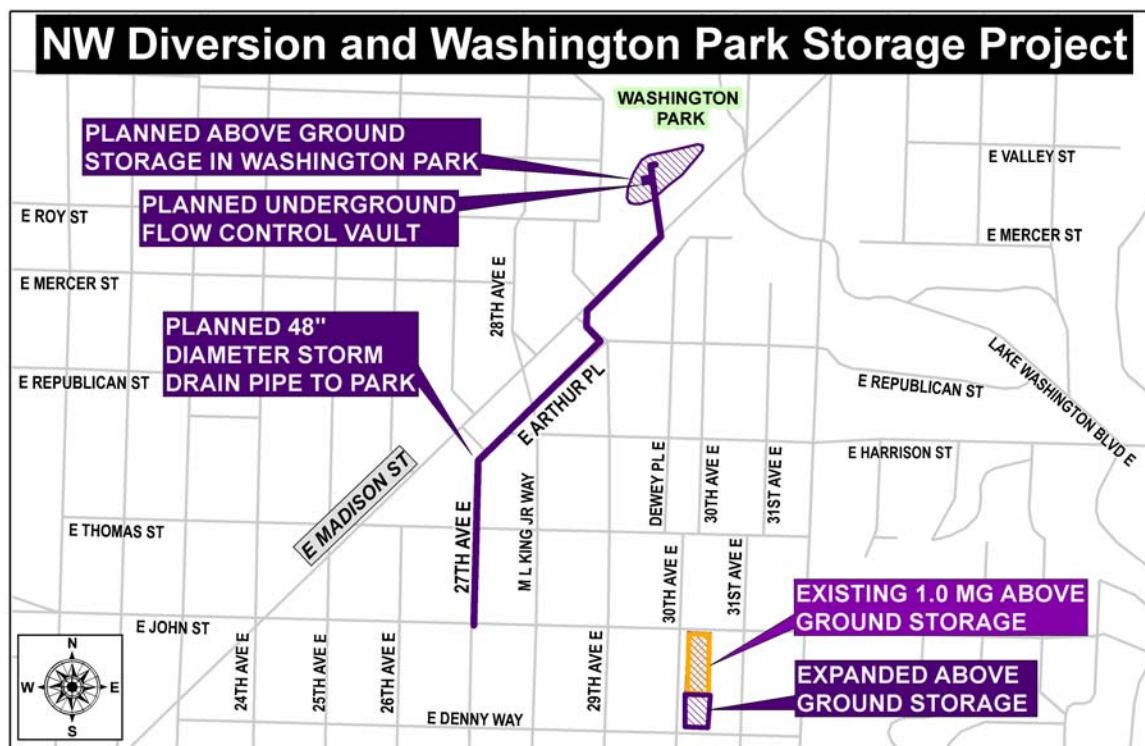 NW Diversion and Washington Park Storage Project
WASHINGTON
PARK
PLANNED ABOVE GROUND
STORAGE IN WASHINGTON PARK
E VALLEY ST
PLANNED UNDERGROUND
FLOW CONTROL VAULT
E ROY ST
E MERCER ST
E MERCER ST
28TH AVE E
PLANNED 48"
DIAMETER STORM
DRAIN PIPE TO PARK
LAKE WASHINGTON BLVD E
E REPUBLICAN ST
E REPUBLICAN ST
E ARTHUR PL
E HARRISON ST
E MADISON ST
DEWEY PL E
30TH AVE E
31ST AVE E
E THOMAS ST
27TH AVE E
M L KING JR WAY
30TH AVE E
31ST AVE E
EXISTING 1.0 MG ABOVE
GROUND STORAGE
E JOHN ST
24TH AVE E
25TH AVE E
26TH AVE E
29TH AVE E
EXPANDED ABOVE
GROUND STORAGE
E DENNY WAY
N
W
E
S